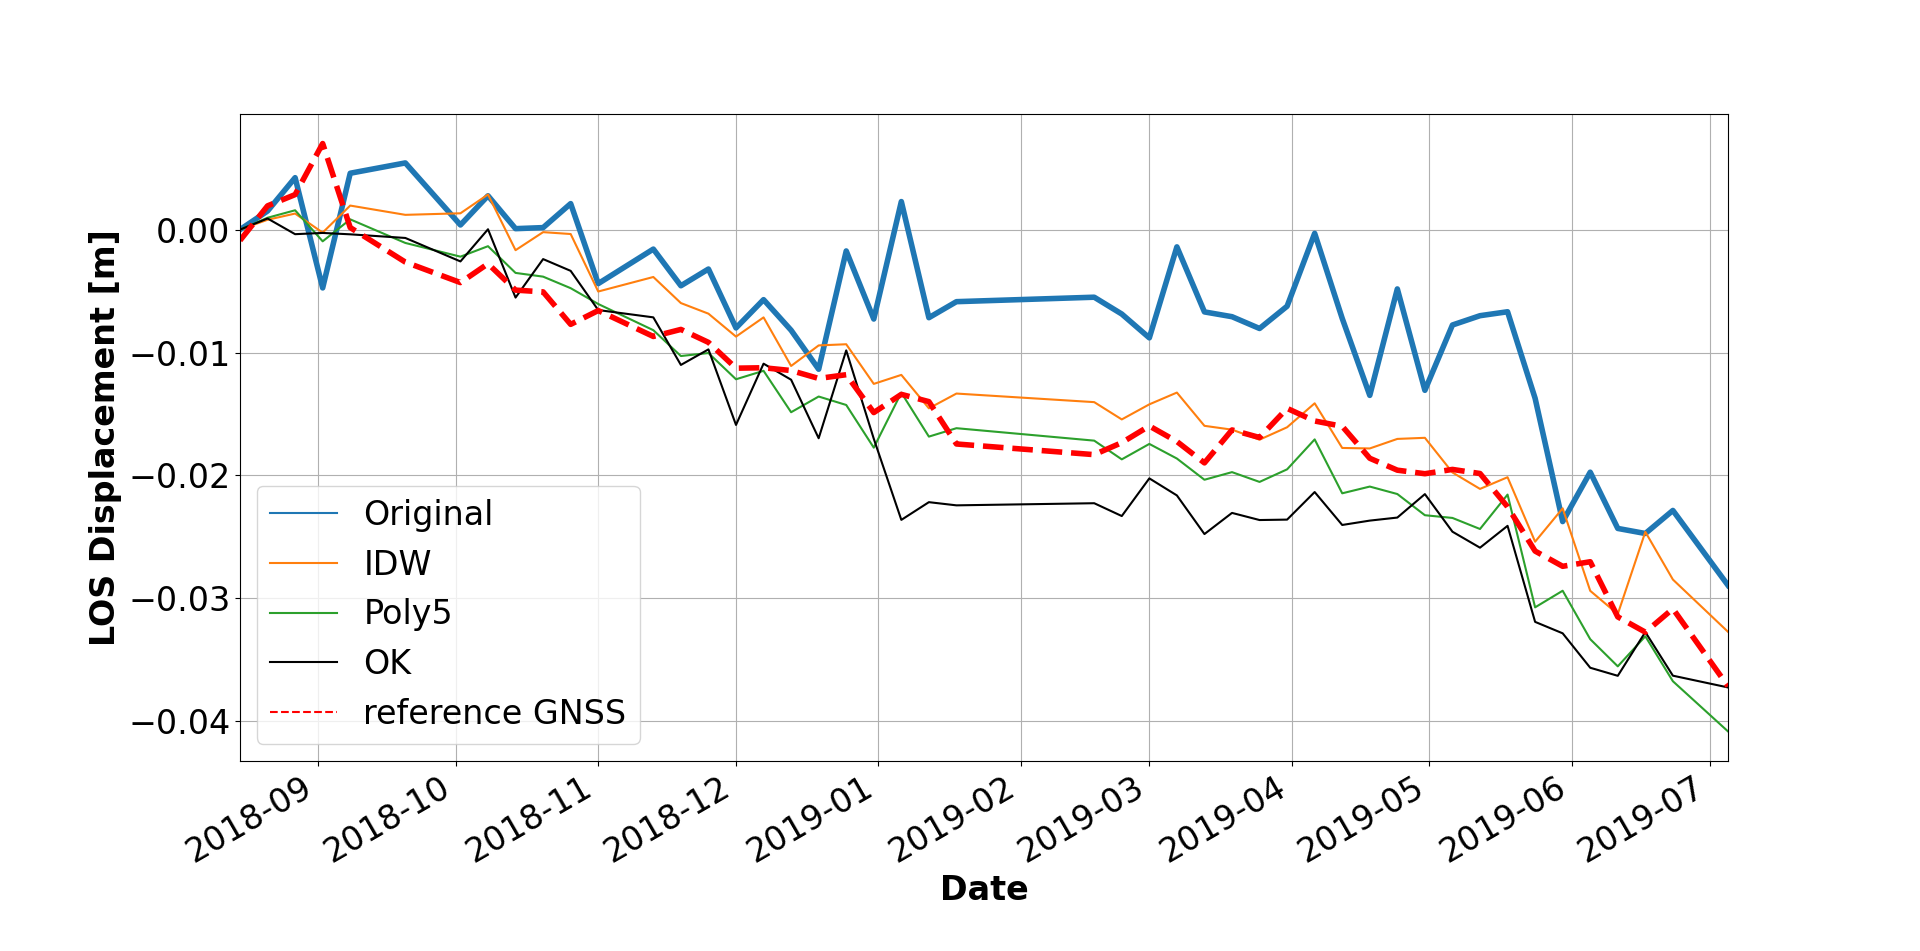 LOS Displacement [m]
0.00
−0.01
−0.02
−0.03
−0.04
Original
IDW
Poly5
OK
reference GNSS
2018-09
2018-10
2018-11
2018-12
2019-01
2019-02
2019-03
2019-04
2019-05
2019-06
2019-07
Date